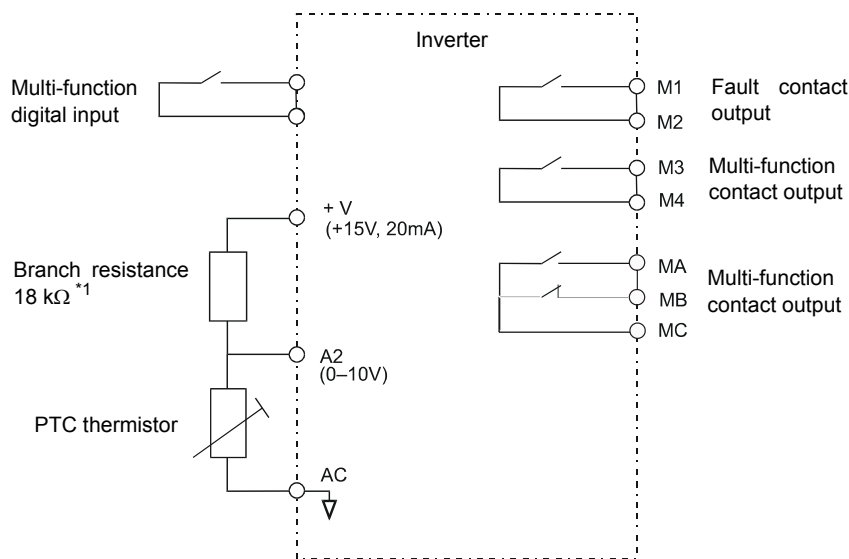 Inverter
Multi-function
digital input
+ V
(+15V, 20mA)
Branch resistance
18 kΩ *1
A2
(0–10V)
PTC thermistor
AC
M1
M2
Fault contact
output
M3
M4
Multi-function
contact output
MA
MB
MC
Multi-function
contact output